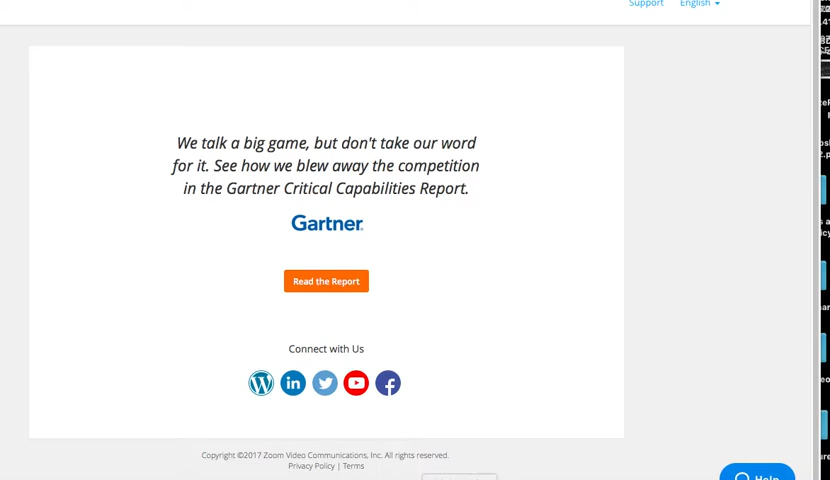 Support English
We talk a big game, but don't take our word
for it. See how we blew away the competition
in the Gartner Critical Capabilities Report.
Gartner
Read the Report
Connect with Us
Copyright ©2017 Zoom Video Communications, Inc. All rights reserved.
Privacy Policy | Terms
Help